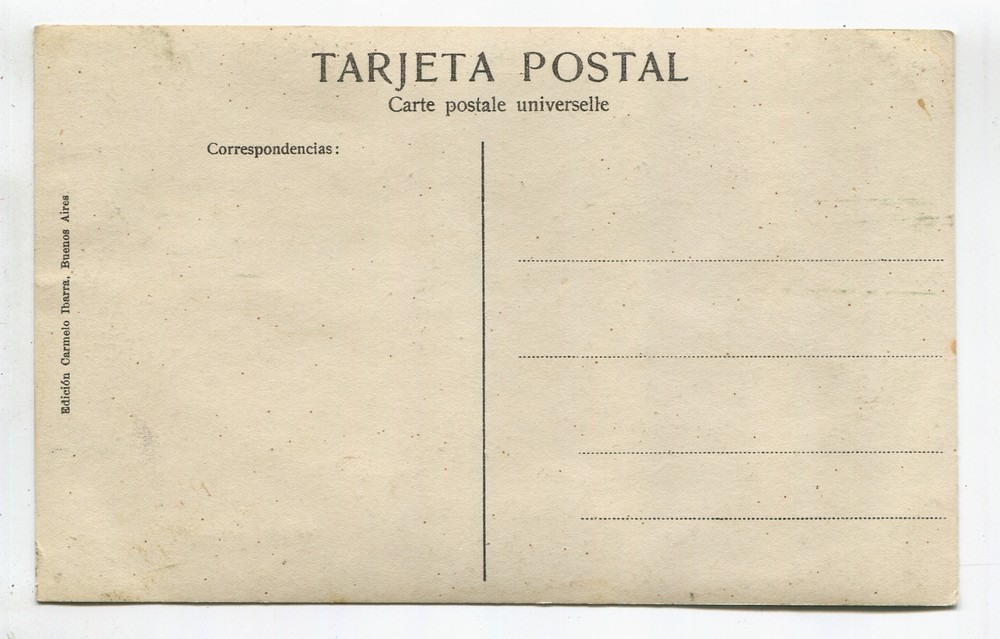 TARJETA POSTAL
Carte postale universelle
Correspondencias:
Edición Carmelo Ibarra, Buenos Aires